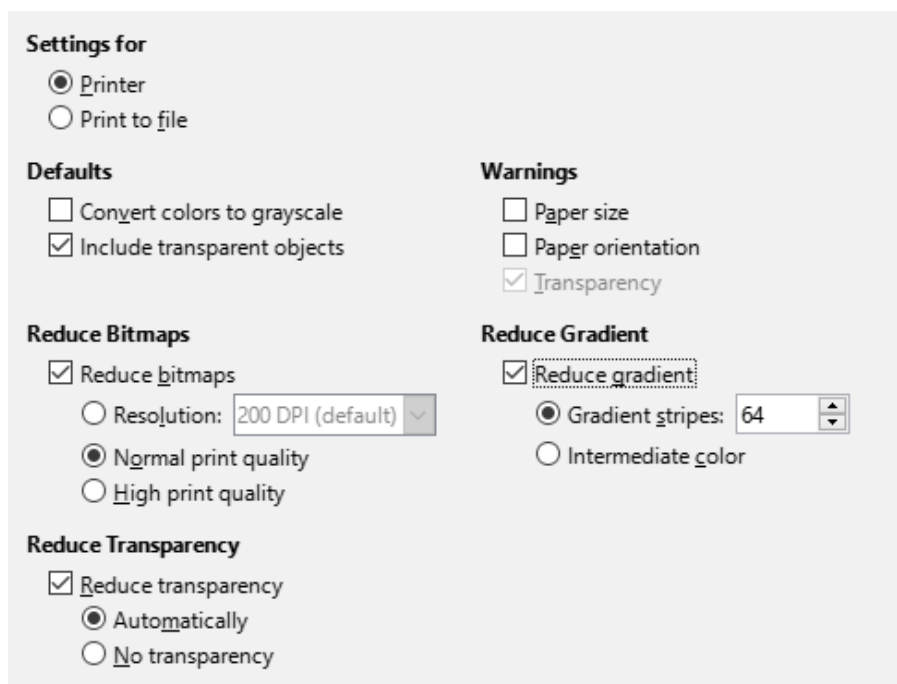 Settings for
Printer
Print to file
Defaults
Convert colors to grayscale
Include transparent objects
Warnings
Paper size
Paper orientation
Transparency
Reduce Bitmaps
Reduce bitmaps
Resolution: 200 DPI (default)
Normal print quality
High print quality
Reduce Gradient
Reduce gradient
Gradient stripes: 64
Intermediate color
Reduce Transparency
Reduce transparency
Automatically
No transparency